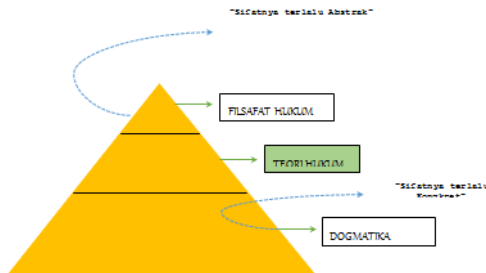 "Sifatnya terlalu Abstrak"
FILSAFAT HUKUM
TEORI HUKUM
"Sifatnya terlalu
Konkret"
DOGMATIKA